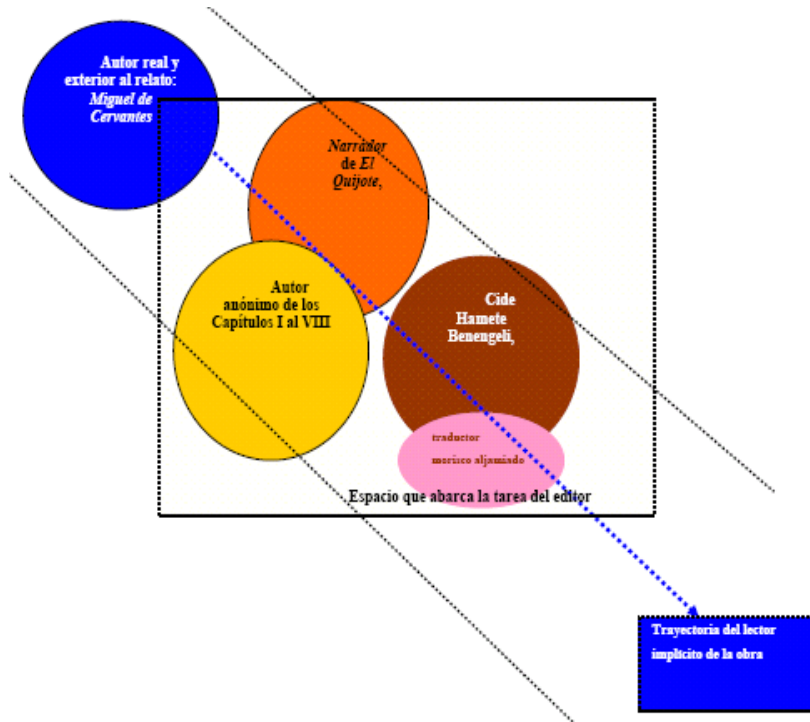 Autor real y
exterior al relato:
Miguel de
Cervantes
Narrador
de El
Quijote,
Autor
anónimo de los
Capítulos I al VIII
Cide
Hamete
Benengeli,
traductor
morisco aljamiado
Espacio que abarca la tarea del editor
Trayectoria del lector
implícito de la obra